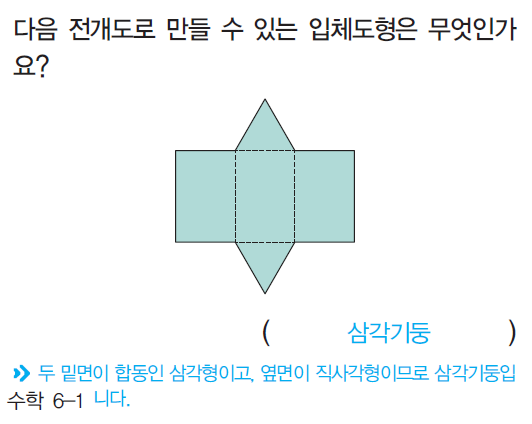 다음 전개도로 만들 수 있는 입체도형은 무엇인가
요?
( 삼각기둥 )
≫ 두 밑면이 합동인 삼각형이고, 옆면이 직사각형이므로 삼각기둥입
수학 6-1 니다.